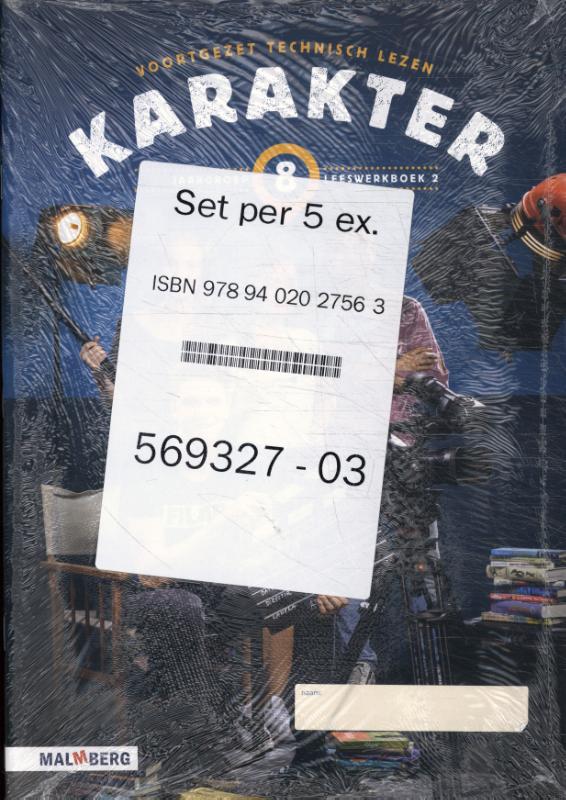 VOORTGEZET TECHNISCH LEZEN
KARAKTER
JAARGROEP 8 LEESWERKBOEK 2
Set per 5 ex.
ISBN 978 94 020 2756 3
569327 - 03
naam:
MALMBERG